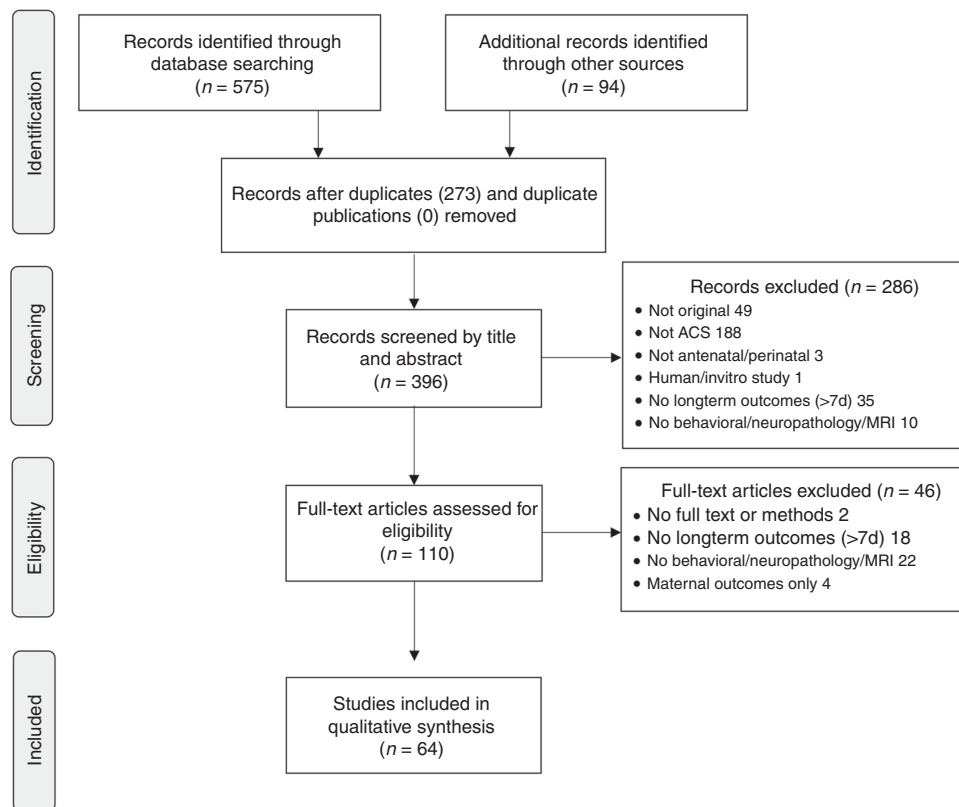 Identification
Records identified through
database searching
(n = 575)
Additional records identified
through other sources
(n = 94)
Records after duplicates (273) and duplicate
publications (0) removed
Screening
Records screened by title
and abstract
(n = 396)
Records excluded (n = 286)
• Not original 49
• Not ACS 188
• Not antenatal/perinatal 3
• Human/invitro study 1
• No longterm outcomes (>7d) 35
• No behavioral/neuropathology/MRI 10
Eligibility
Full-text articles assessed for
eligibility
(n = 110)
Full-text articles excluded (n = 46)
• No full text or methods 2
• No longterm outcomes (>7d) 18
• No behavioral/neuropathology/MRI 22
• Maternal outcomes only 4
Included
Studies included in
qualitative synthesis
(n = 64)